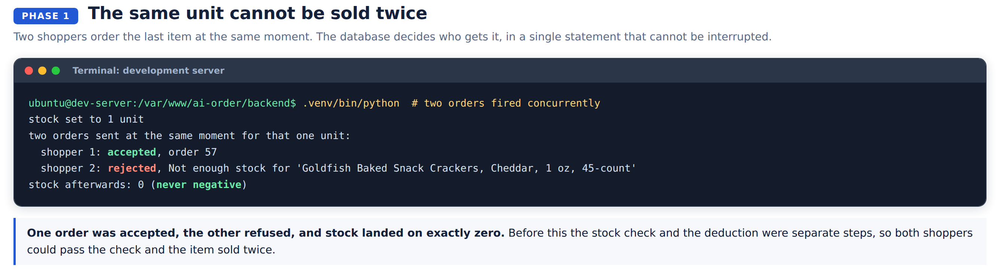 PHASE 1 The same unit cannot be sold twice
Two shoppers order the last item at the same moment. The database decides who gets it, in a single statement that cannot be interrupted.
Terminal: development server
ubuntu@dev-server:/var/www/ai-order/backend$ .venv/bin/python  # two orders fired concurrently
stock set to 1 unit
two orders sent at the same moment for that one unit:
  shopper 1: accepted, order 57
  shopper 2: rejected, Not enough stock for 'Goldfish Baked Snack Crackers, Cheddar, 1 oz, 45-count'
stock afterwards: 0 (never negative)
One order was accepted, the other refused, and stock landed on exactly zero. Before this the stock check and the deduction were separate steps, so both shoppers
could pass the check and the item sold twice.